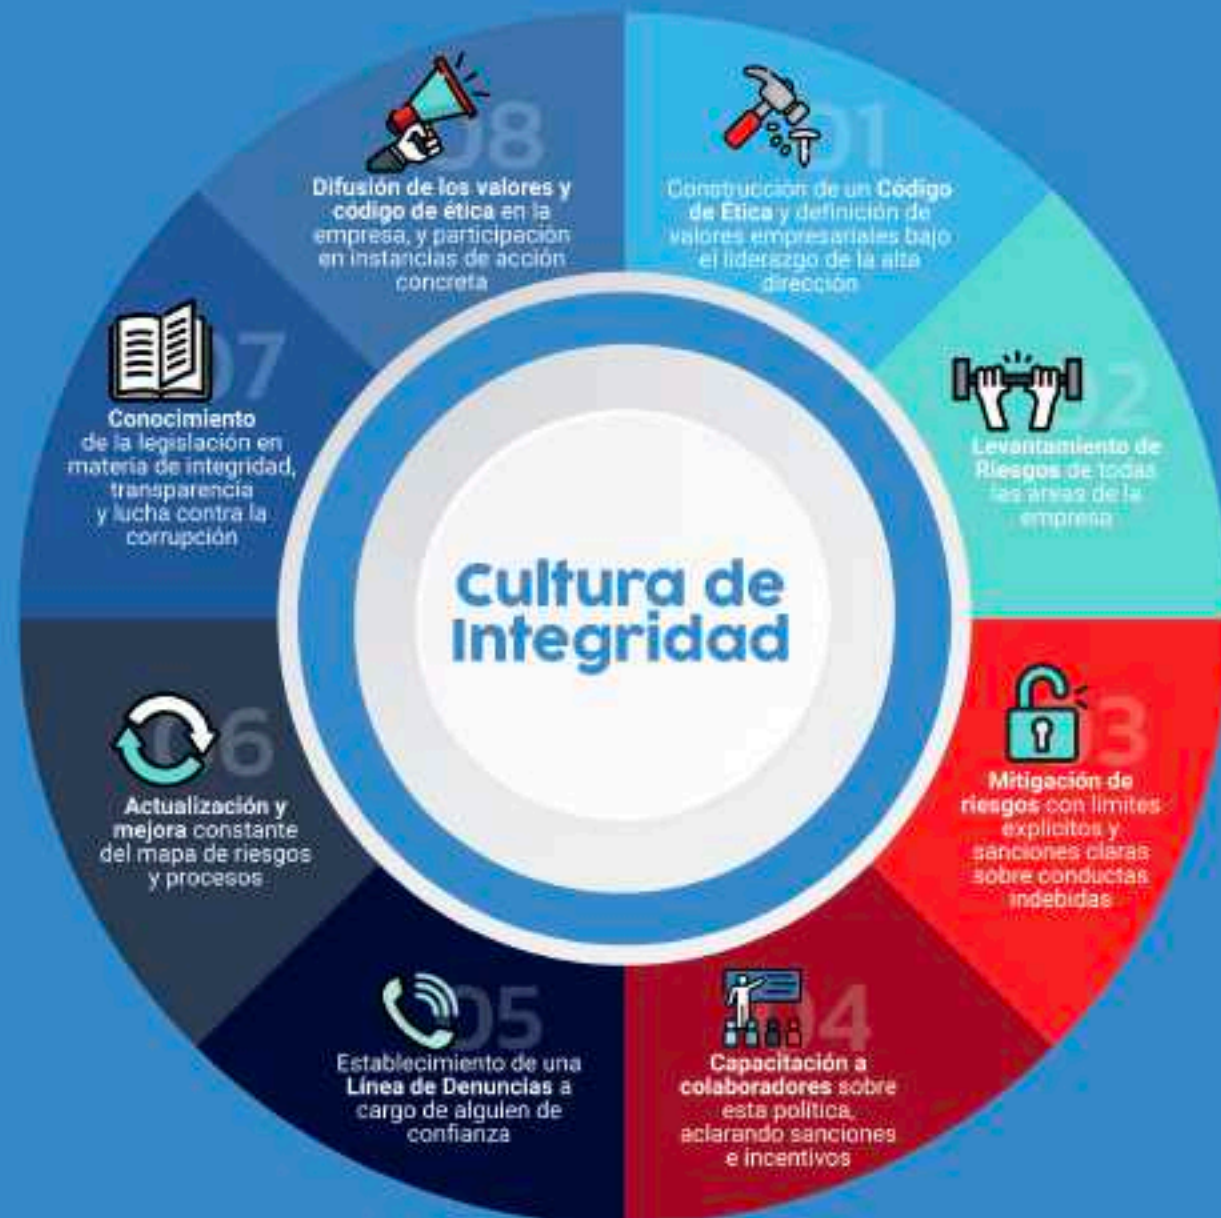 01
Construcción de un Código
de Ética y definición de
valores empresariales bajo
el liderazgo de la alta
dirección
02
Levantamiento de
Riesgos de todas
las áreas de la
empresa
03
Mitigación de
riesgos con límites
explícitos y
sanciones claras
sobre conductas
indebidas
04
Capacitación a
colaboradores sobre
esta política,
aclarando sanciones
e incentivos
05
Establecimiento de una
Línea de Denuncias a
cargo de alguien de
confianza
06
Actualización y
mejora constante
del mapa de riesgos
y procesos
07
Conocimiento
de la legislación en
materia de integridad,
transparencia
y lucha contra la
corrupción
08
Difusión de los valores y
código de ética en la
empresa, y participación
en instancias de acción
concreta
Cultura de
Integridad